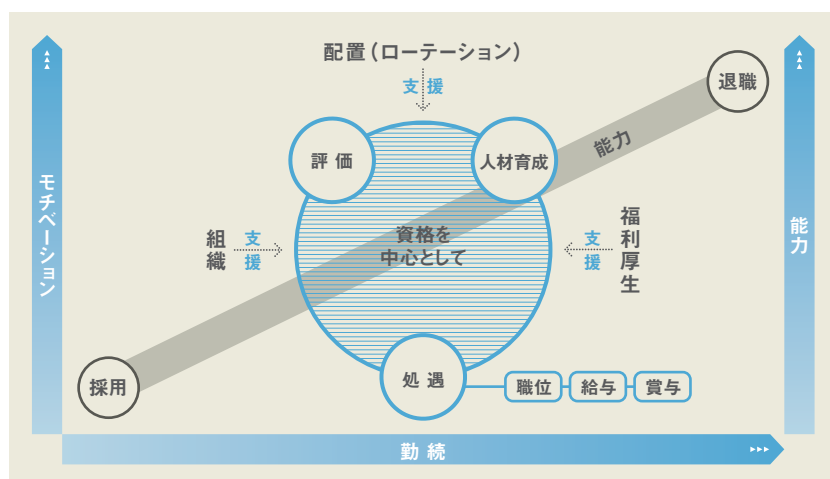 配置(ローテーション)
支援
退職
評価
人材育成
能力
モチベーション
組織
支援
資格を
中心として
支援
福利厚生
能力
採用
処遇
職位
給与
賞与
勤続